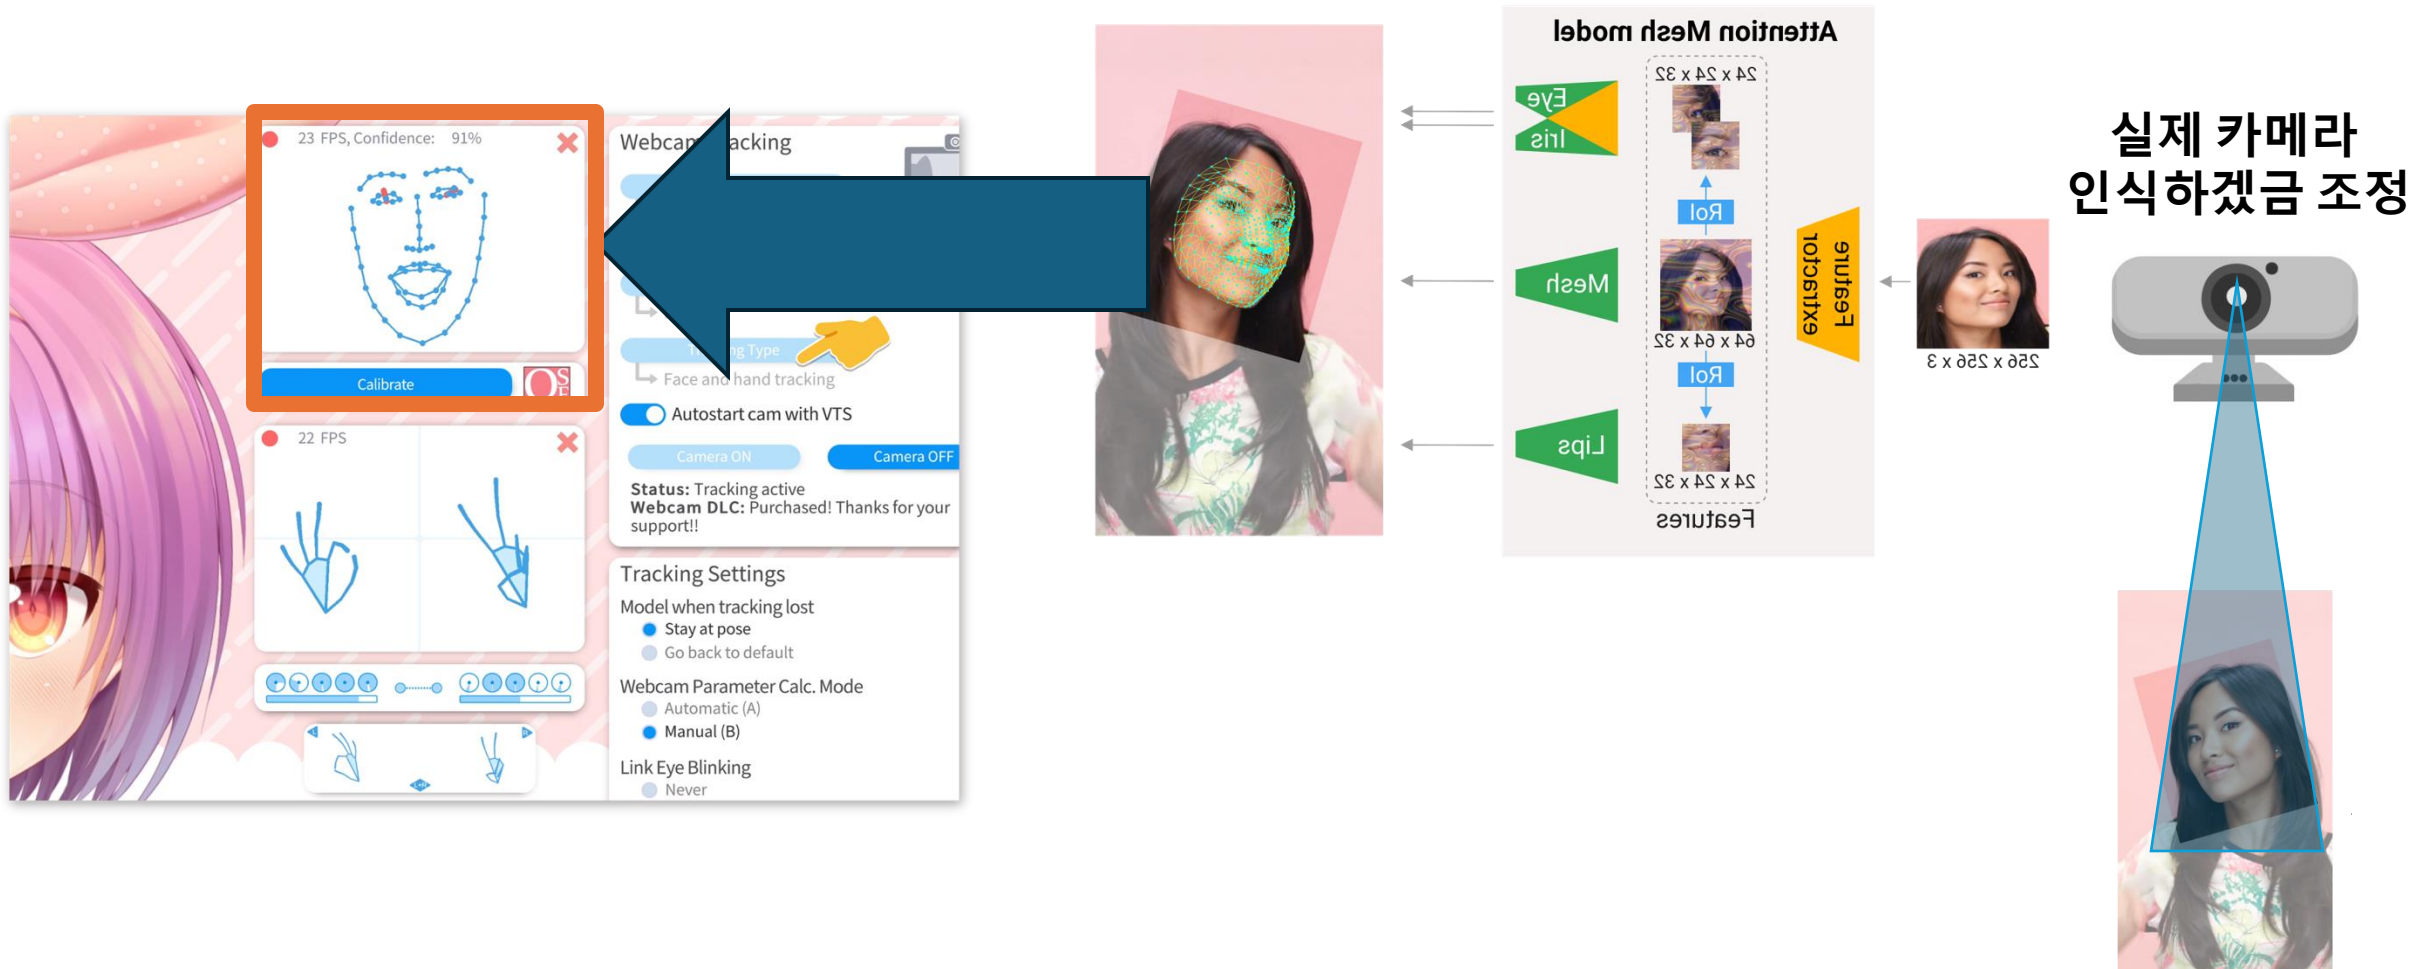 23 FPS, Confidence: 91%
Calibrate
OSF
22 FPS
Webcam Tracking
Tracking Type
Face and hand tracking
Autostart cam with VTS
Camera ON
Camera OFF
Status: Tracking active
Webcam DLC: Purchased! Thanks for your
support!!
Tracking Settings
Model when tracking lost
Stay at pose
Go back to default
Webcam Parameter Calc. Mode
Automatic (A)
Manual (B)
Link Eye Blinking
Never
Attention Mesh model
24 x 24 x 32
Eye
Iris
RoI
Mesh
Feature
extractor
64 x 64 x 32
RoI
Lips
24 x 24 x 32
Features
256 x 256 x 3
실제 카메라
인식하겠금 조정